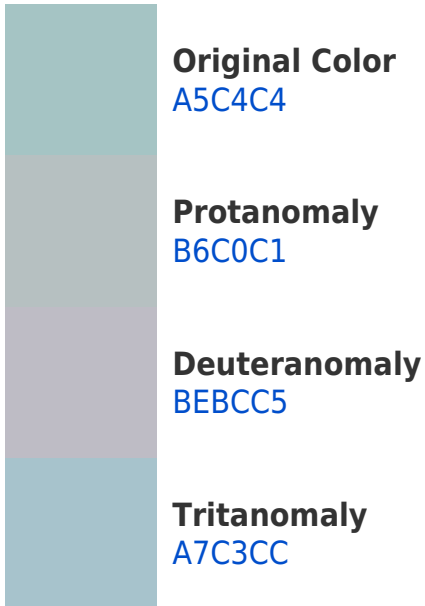 Original Color
A5C4C4
Protanomaly
B6C0C1
Deuteranomaly
BEBCC5
Tritanomaly
A7C3CC